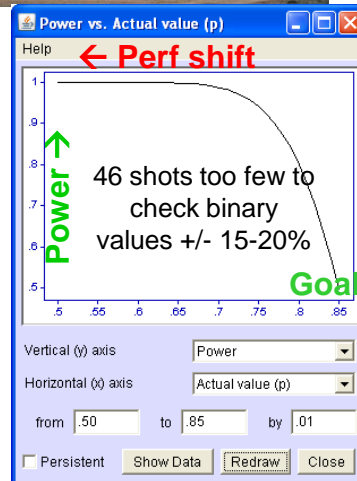 Power vs. Actual value (p)
Help
← Perf shift
1
.9
.8
.7
.6
.5
Power →
46 shots too few to
check binary
values +/- 15-20%
Goal
.5 .55 .6 .65 .7 .75 .8 .85
Vertical (y) axis Power
Horizontal (x) axis Actual value (p)
from .50 to .85 by .01
Persistent Show Data Redraw Close